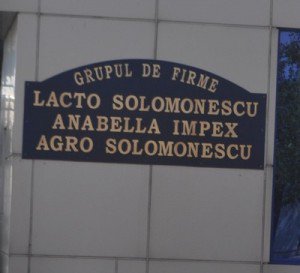 GRUPUL DE FIRME
LACTO SOLOMONESCU
ANABELLA IMPEX
AGRO SOLOMONESCU